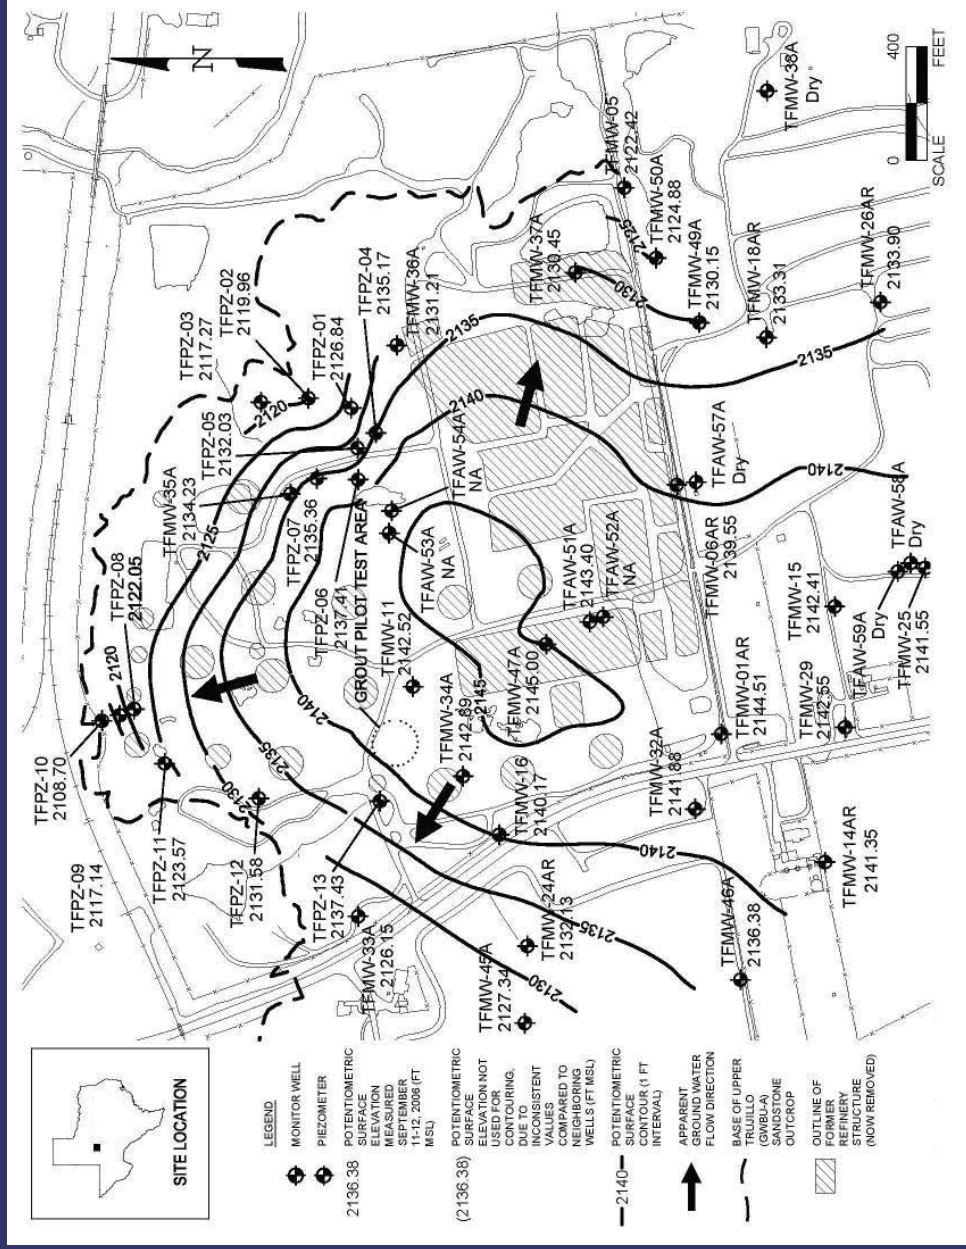 SITE LOCATION
LEGEND
MONITOR WELL
PIEZOMETER
2136.38
POTENTIOMETRIC
SURFACE
ELEVATION
MEASURED
SEPTEMBER
11-12, 2006 (FT
MSL)
(2136.38)
POTENTIOMETRIC
SURFACE
ELEVATION NOT
USED FOR
CONTOURING,
DUE TO
INCONSISTENT
VALUES
COMPARED TO
NEIGHBORING
WELLS (FT MSL)
2140
POTENTIOMETRIC
SURFACE
CONTOUR (1 FT
INTERVAL)
APPARENT
GROUND WATER
FLOW DIRECTION
BASE OF UPPER
TRUJILLO
(GWBU-A)
SANDSTONE
OUTCROP
OUTLINE OF
FORMER
REFINERY
STRUCTURE
(NOW REMOVED)
N
0
400
SCALE
FEET
TFPZ-10
2108.70
TFPZ-09
2117.14
TFPZ-11
2123.57
TFPZ-12
2131.58
TFPZ-13
2137.43
TFMW-33A
2126.15
TFMW-45A
2127.34
TFMW-24AR
2132.13
TFMW-46A
2136.38
TFMW-14AR
2141.35
TFMW-16
2140.17
TFMW-32A
2141.88
TFMW-34A
2142.89
TFMW-01AR
2144.51
TFMW-29
2142.55
TFMW-11
2142.52
TFMW-47A
2145.00
TFAW-59A
Dry
TFMW-25
2141.55
TFMW-15
2142.41
TFAW-58A
Dry
TFMW-06AR
2139.55
TFAW-57A
Dry
TFAW-51A
2143.40
TFAW-52A
NA
TFAW-53A
NA
TFAW-54A
NA
GROUT PILOT TEST AREA
TFPZ-06
2137.41
TFPZ-07
2135.36
TFPZ-08
2122.05
TFMW-35A
2134.23
TFPZ-05
2132.03
TFPZ-03
2117.27
TFPZ-02
2119.96
TFPZ-01
2126.84
TFPZ-04
2135.17
TFMW-36A
2131.21
TFMW-37A
2130.45
TFMW-05
2122.42
TFMW-50A
2124.88
TFMW-49A
2130.15
TFMW-18AR
2133.31
TFMW-26AR
2133.90
TFMW-38A
Dry
2120
2120
2125
2125
2130
2130
2130
2135
2135
2135
2135
2140
2140
2140
2140
2145